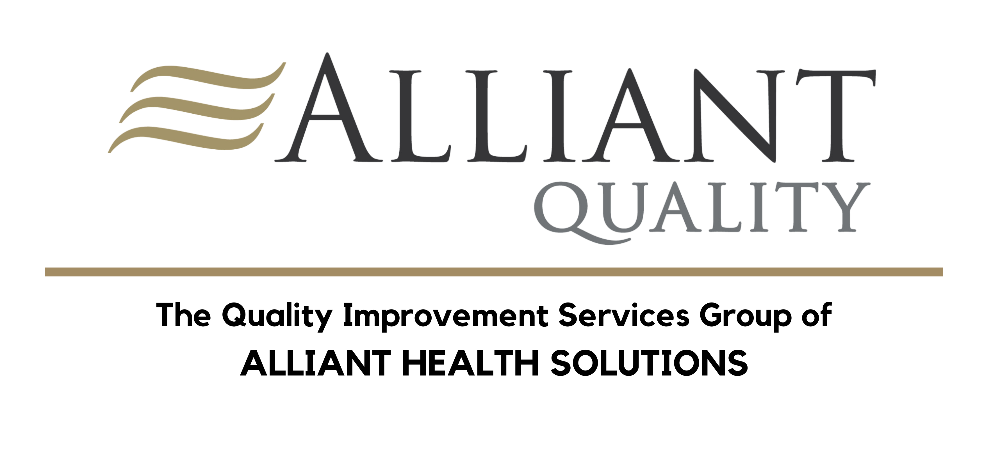 ALLIANT
QUALITY
The Quality Improvement Services Group of
ALLIANT HEALTH SOLUTIONS